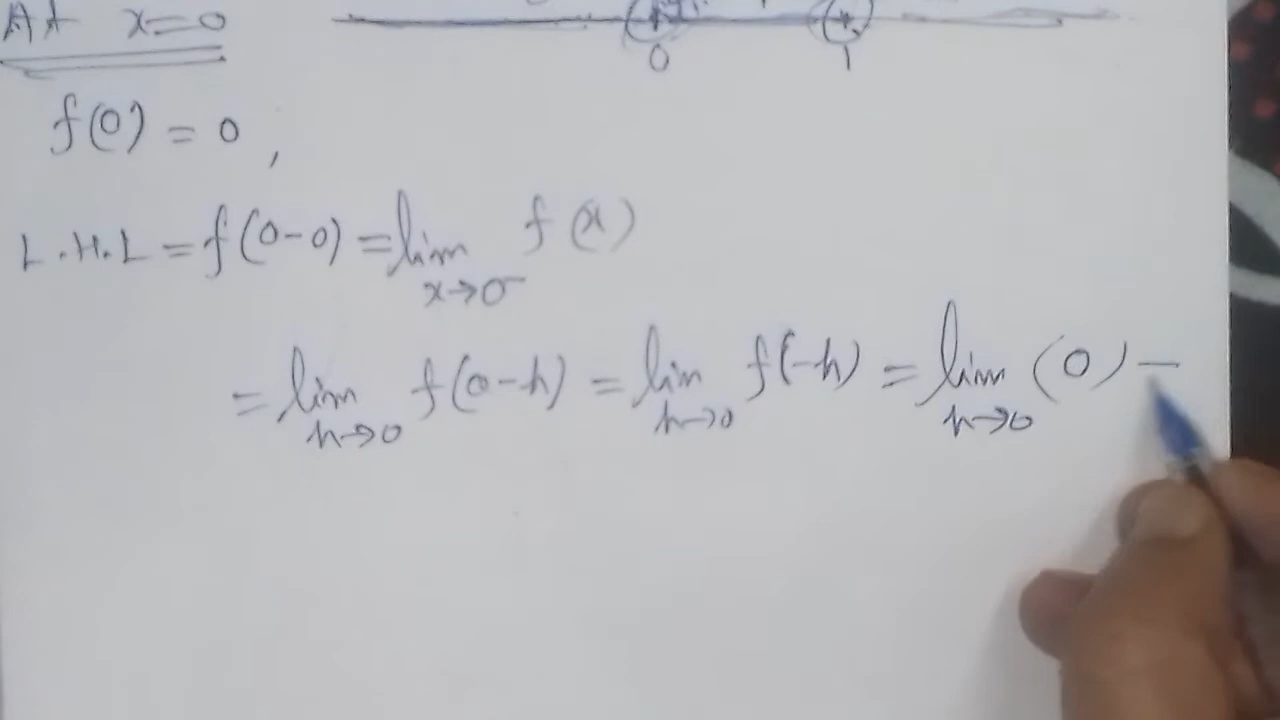 At x=0
0 1
f(0) = 0 ,
L.H.L = f(0-0) = lim f(x)
x→0⁻
= lim f(0-h) = lim f(-h) = lim (0) –
h→0 h→0 h→0